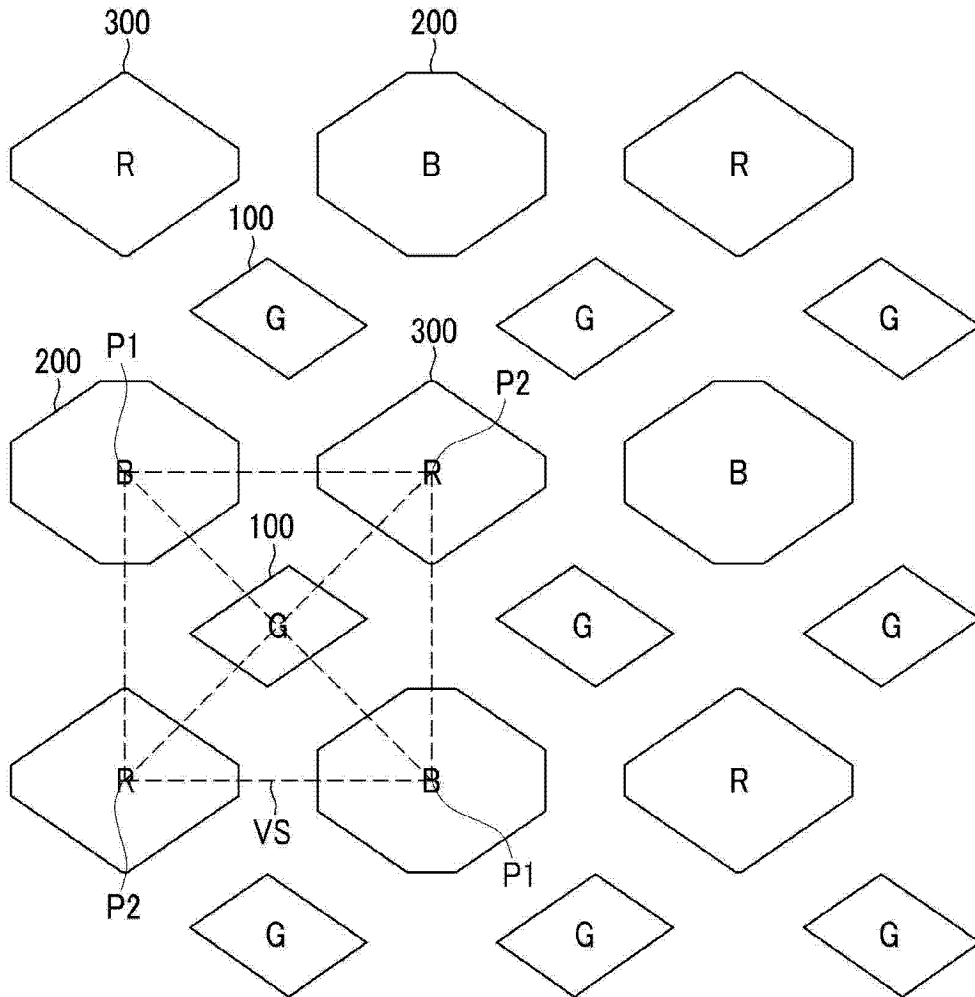 300 200
R B R
100
G G G
P1 300
200 P2
B R B
100
G G G
R B R
VS
P2 P1
G G G